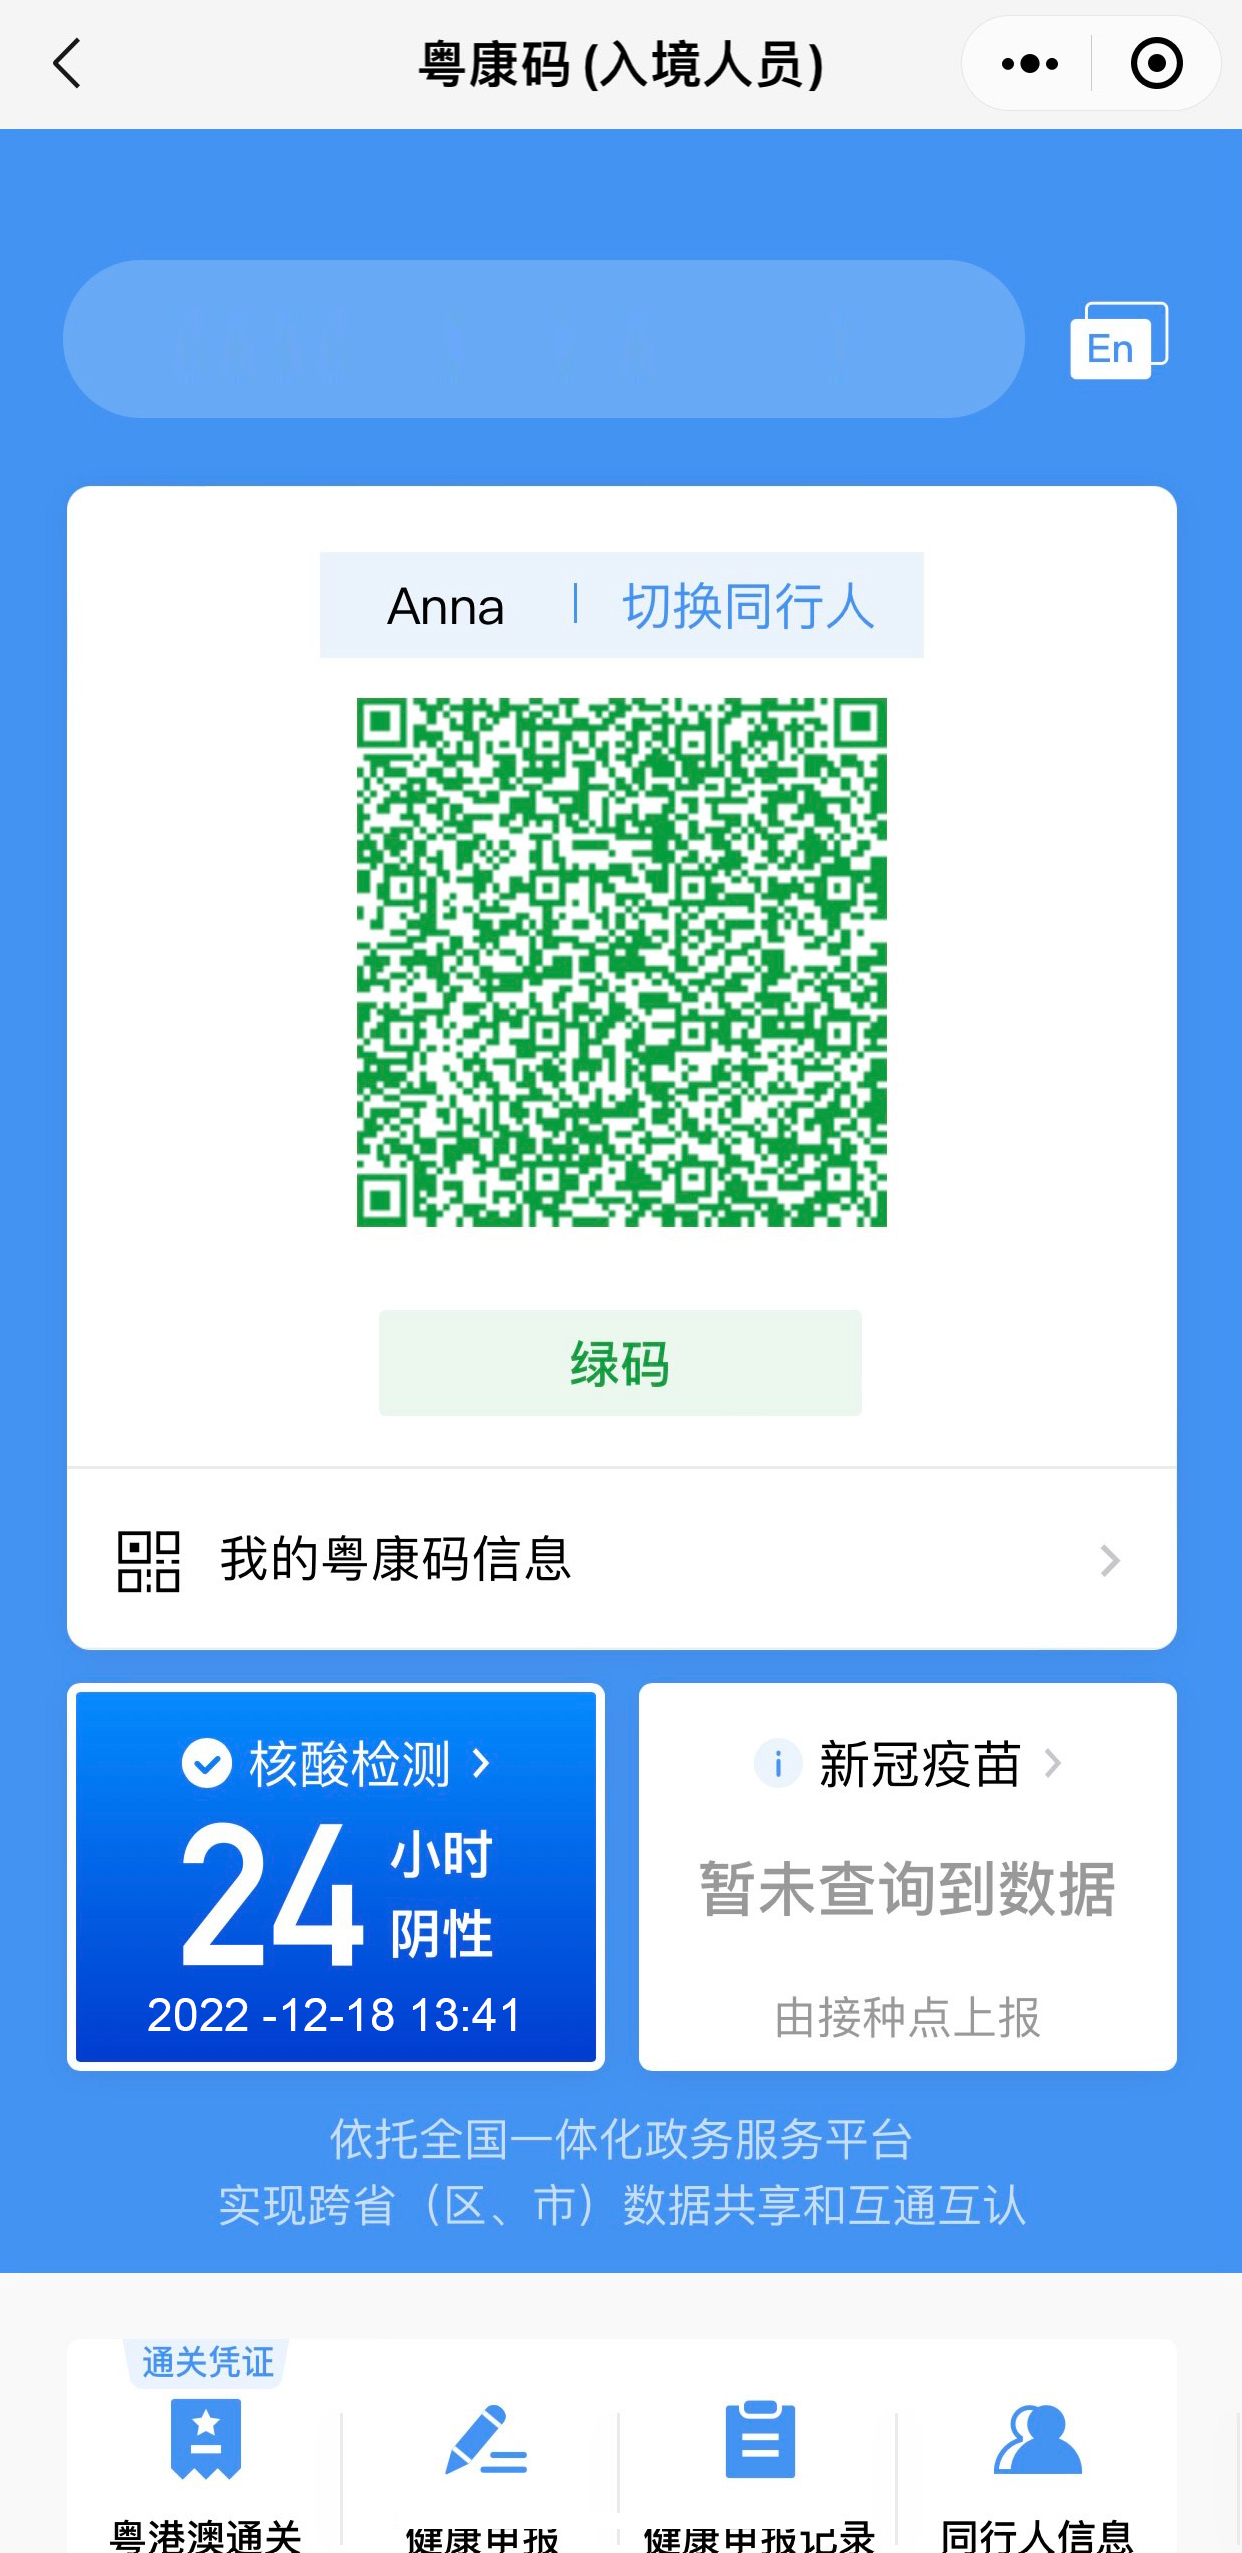 粤康码 (入境人员)
En
Anna | 切换同行人
绿码
我的粤康码信息
核酸检测
24 小时
阴性
2022 -12-18 13:41
新冠疫苗
暂未查询到数据
由接种点上报
依托全国一体化政务服务平台
实现跨省（区、市）数据共享和互通互认
通关凭证
粤港澳通关
健康申报
健康申报记录
同行人信息